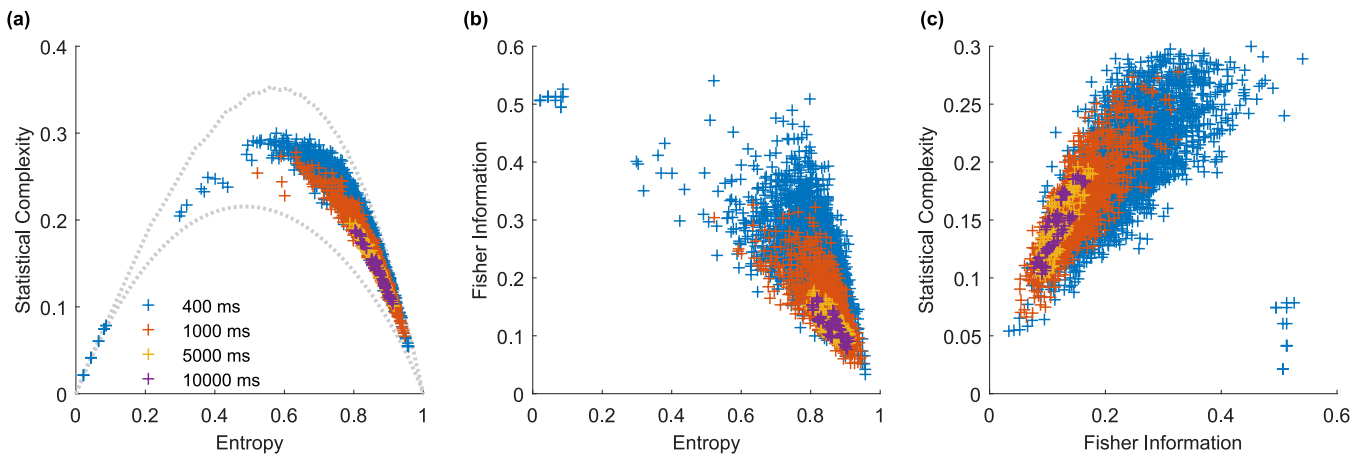 (a)
Statistical Complexity
0.4
0.3
0.2
0.1
0
0 0.2 0.4 0.6 0.8 1
Entropy
400 ms
1000 ms
5000 ms
10000 ms
(b)
Fisher Information
0.6
0.5
0.4
0.3
0.2
0.1
0
0 0.2 0.4 0.6 0.8 1
Entropy
(c)
Statistical Complexity
0.3
0.25
0.2
0.15
0.1
0.05
0
0 0.2 0.4 0.6
Fisher Information